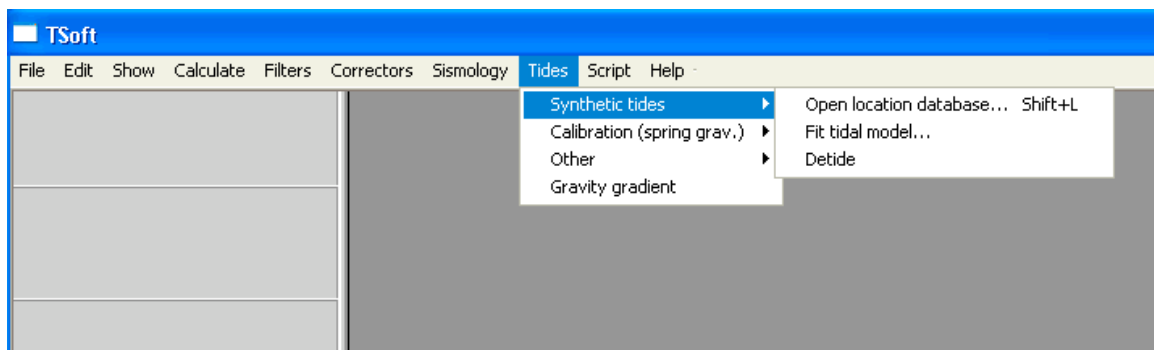 TSoft
File Edit Show Calculate Filters Correctors Sismology Tides Script Help
Synthetic tides
Calibration (spring grav.)
Other
Gravity gradient
Open location database... Shift+L
Fit tidal model...
Detide